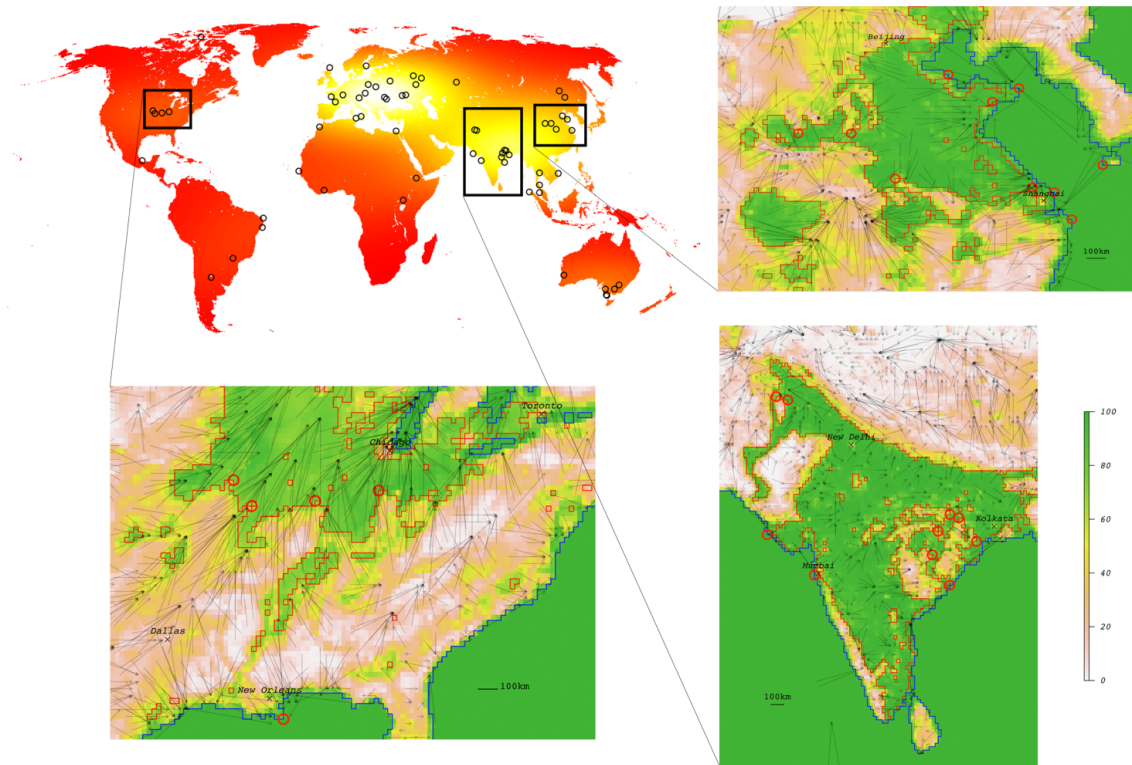 Beijing
Shanghai
100km
Toronto
Chicago
Dallas
New Orleans
100km
New Delhi
Kolkata
Mumbai
100km
100
80
60
40
20
0